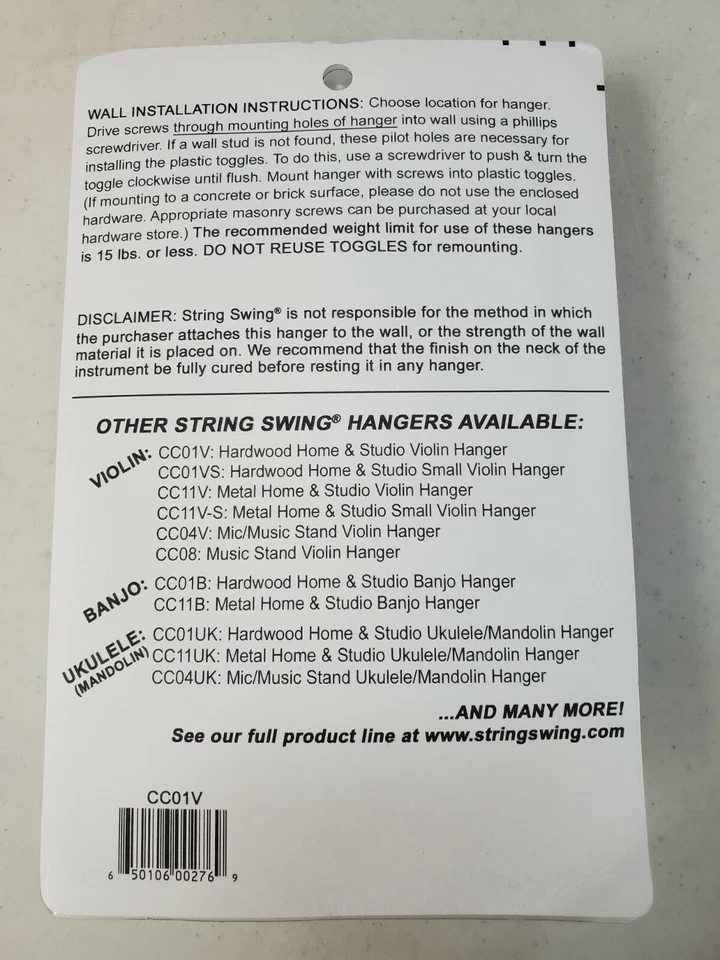 WALL INSTALLATION INSTRUCTIONS: Choose location for hanger.
Drive screws through mounting holes of hanger into wall using a phillips
screwdriver. If a wall stud is not found, these pilot holes are necessary for
installing the plastic toggles. To do this, use a screwdriver to push & turn the
toggle clockwise until flush. Mount hanger with screws into plastic toggles.
(If mounting to a concrete or brick surface, please do not use the enclosed
hardware. Appropriate masonry screws can be purchased at your local
hardware store.) The recommended weight limit for use of these hangers
is 15 lbs. or less. DO NOT REUSE TOGGLES for remounting.
DISCLAIMER: String Swing® is not responsible for the method in which
the purchaser attaches this hanger to the wall, or the strength of the wall
material it is placed on. We recommend that the finish on the neck of the
instrument be fully cured before resting it in any hanger.
OTHER STRING SWING® HANGERS AVAILABLE:
VIOLIN: CC01V: Hardwood Home & Studio Violin Hanger
CC01VS: Hardwood Home & Studio Small Violin Hanger
CC11V: Metal Home & Studio Violin Hanger
CC11V-S: Metal Home & Studio Small Violin Hanger
CC04V: Mic/Music Stand Violin Hanger
CC08: Music Stand Violin Hanger
BANJO: CC01B: Hardwood Home & Studio Banjo Hanger
CC11B: Metal Home & Studio Banjo Hanger
UKULELE: CC01UK: Hardwood Home & Studio Ukulele/Mandolin Hanger
(MANDOLIN) CC11UK: Metal Home & Studio Ukulele/Mandolin Hanger
CC04UK: Mic/Music Stand Ukulele/Mandolin Hanger
...AND MANY MORE!
See our full product line at www.stringswing.com
CC01V
6 50106 00276 9